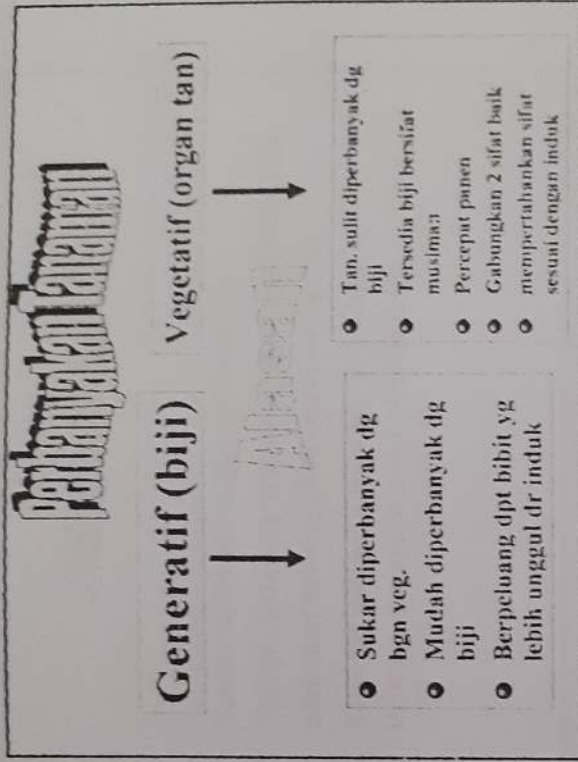 Perbanyakan Tanaman
Generatif (biji)
Vegetatif (organ tan)
Alasan
Sukar diperbanyak dg
bgn veg.
Mudah diperbanyak dg
biji
Berpeluang dpt bibit yg
lebih unggul dr induk
Tan. sulit diperbanyak dg
biji
Tersedia biji bersifat
musiman
Percepat panen
Gabungkan 2 sifat baik
mempertahankan sifat
sesuai dengan induk